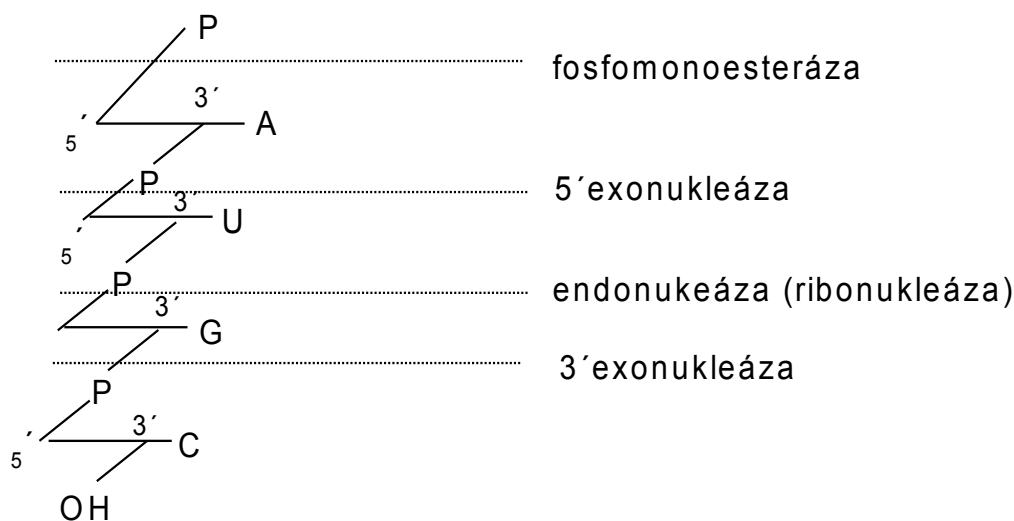 P
fosfomonoesteráza
3´
5´ A
P 5´exonukleáza
3´
5´ U
P endonukeáza (ribonukleáza)
3´
G
3´exonukleáza
P
3´
5´ C
OH